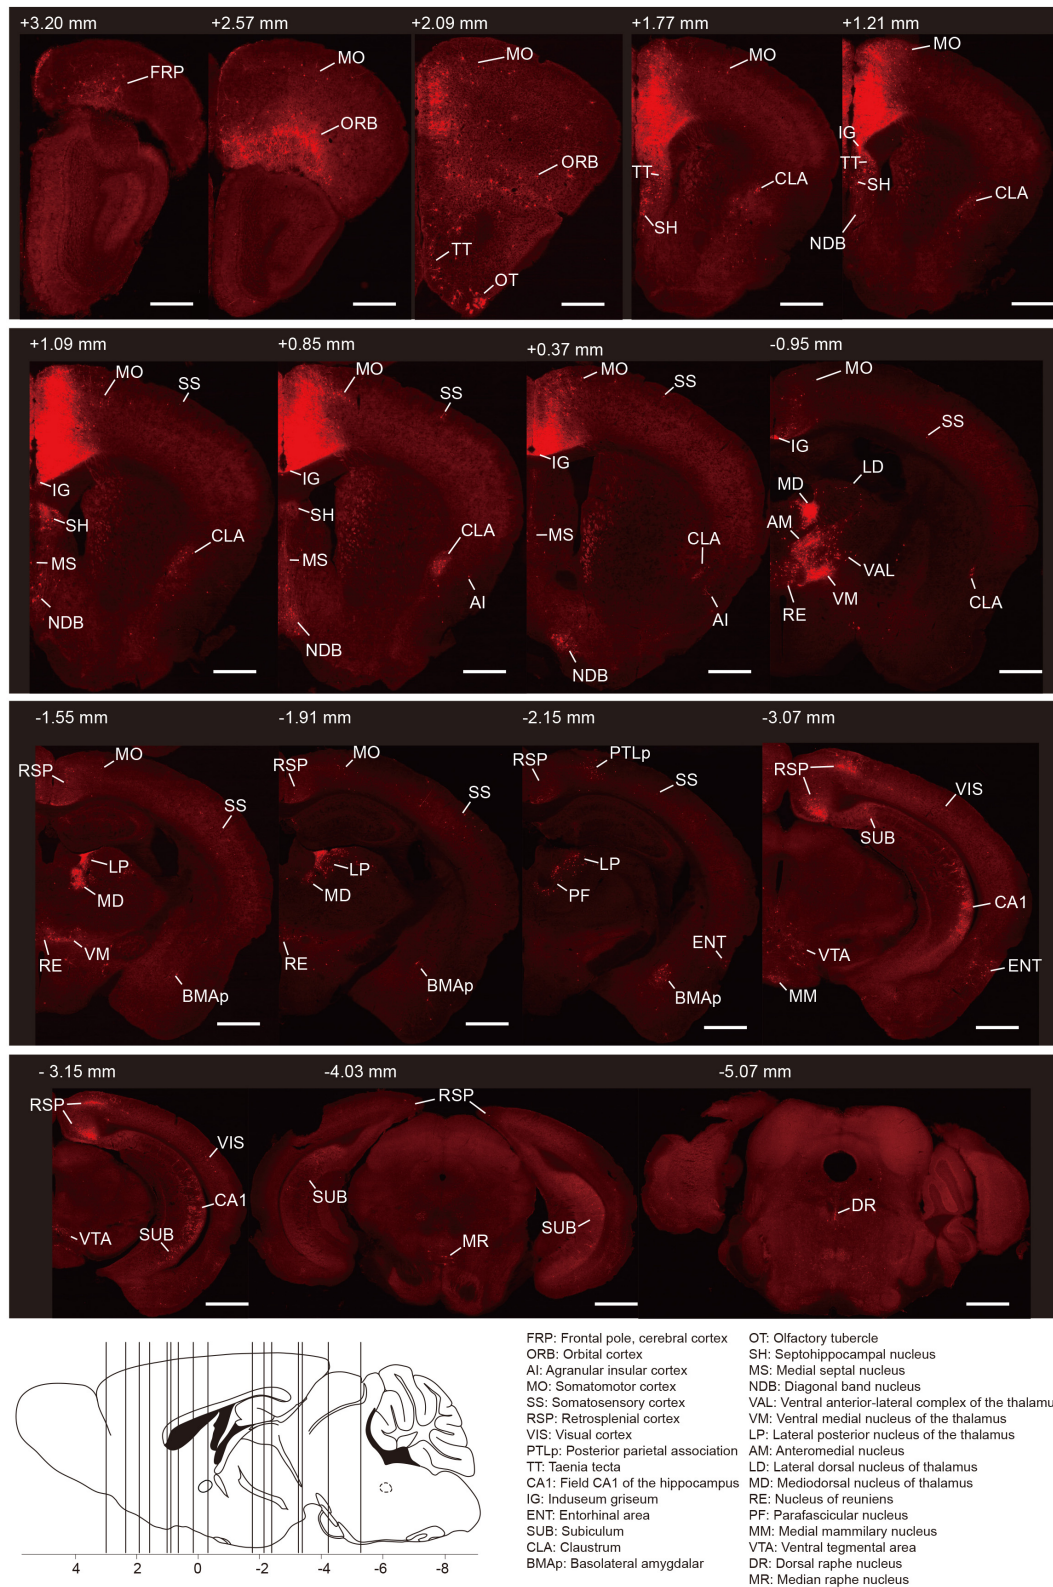 +3.20 mm +2.57 mm +2.09 mm +1.77 mm +1.21 mm
FRP
MO
ORB
MO
ORB
TT
OT
MO
TT
CLA
SH
MO
IG
TT
SH
CLA
NDB
+1.09 mm +0.85 mm +0.37 mm -0.95 mm
MO
SS
IG
SH
CLA
MS
NDB
MO
SS
IG
SH
CLA
MS
AI
NDB
MO
SS
IG
MS
CLA
AI
NDB
MO
SS
IG
LD
MD
AM
VAL
RE
VM
CLA
-1.55 mm -1.91 mm -2.15 mm -3.07 mm
MO
RSP
SS
LP
MD
VM
RE
BMAp
MO
RSP
SS
LP
MD
RE
BMAp
PTLp
RSP
SS
LP
PF
ENT
BMAp
RSP
VIS
SUB
CA1
VTA
ENT
MM
- 3.15 mm -4.03 mm -5.07 mm
RSP
VIS
CA1
VTA
SUB
RSP
SUB
SUB
MR
DR
4 2 0 -2 -4 -6 -8
FRP: Frontal pole, cerebral cortex
ORB: Orbital cortex
AI: Agranular insular cortex
MO: Somatomotor cortex
SS: Somatosensory cortex
RSP: Retrosplenial cortex
VIS: Visual cortex
PTLp: Posterior parietal association
TT: Taenia tecta
CA1: Field CA1 of the hippocampus
IG: Induseum griseum
ENT: Entorhinal area
SUB: Subiculum
CLA: Claustrum
BMAp: Basolateral amygdalar
OT: Olfactory tubercle
SH: Septohippocampal nucleus
MS: Medial septal nucleus
NDB: Diagonal band nucleus
VAL: Ventral anterior-lateral complex of the thalamu
VM: Ventral medial nucleus of the thalamus
LP: Lateral posterior nucleus of the thalamus
AM: Anteromedial nucleus
LD: Lateral dorsal nucleus of thalamus
MD: Mediodorsal nucleus of thalamus
RE: Nucleus of reuniens
PF: Parafascicular nucleus
MM: Medial mammilary nucleus
VTA: Ventral tegmental area
DR: Dorsal raphe nucleus
MR: Median raphe nucleus